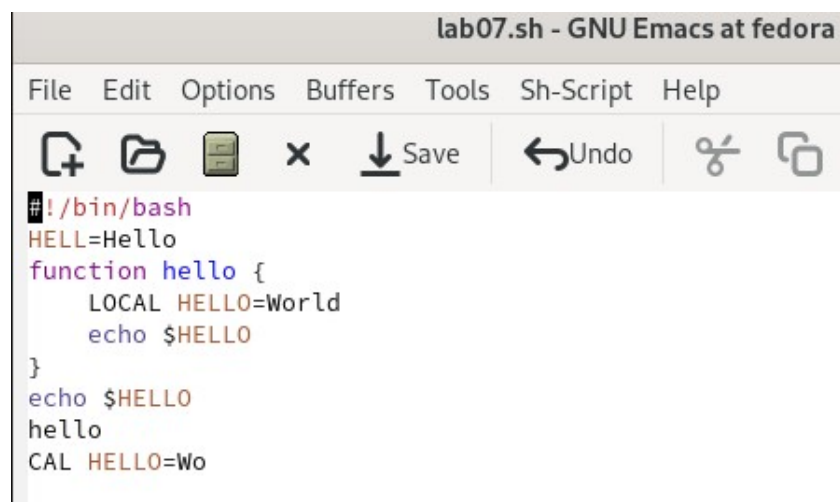 lab07.sh - GNU Emacs at fedora
File Edit Options Buffers Tools Sh-Script Help
Save Undo
#!/bin/bash
HELL=Hello
function hello {
    LOCAL HELLO=World
    echo $HELLO
}
echo $HELLO
hello
CAL HELLO=Wo